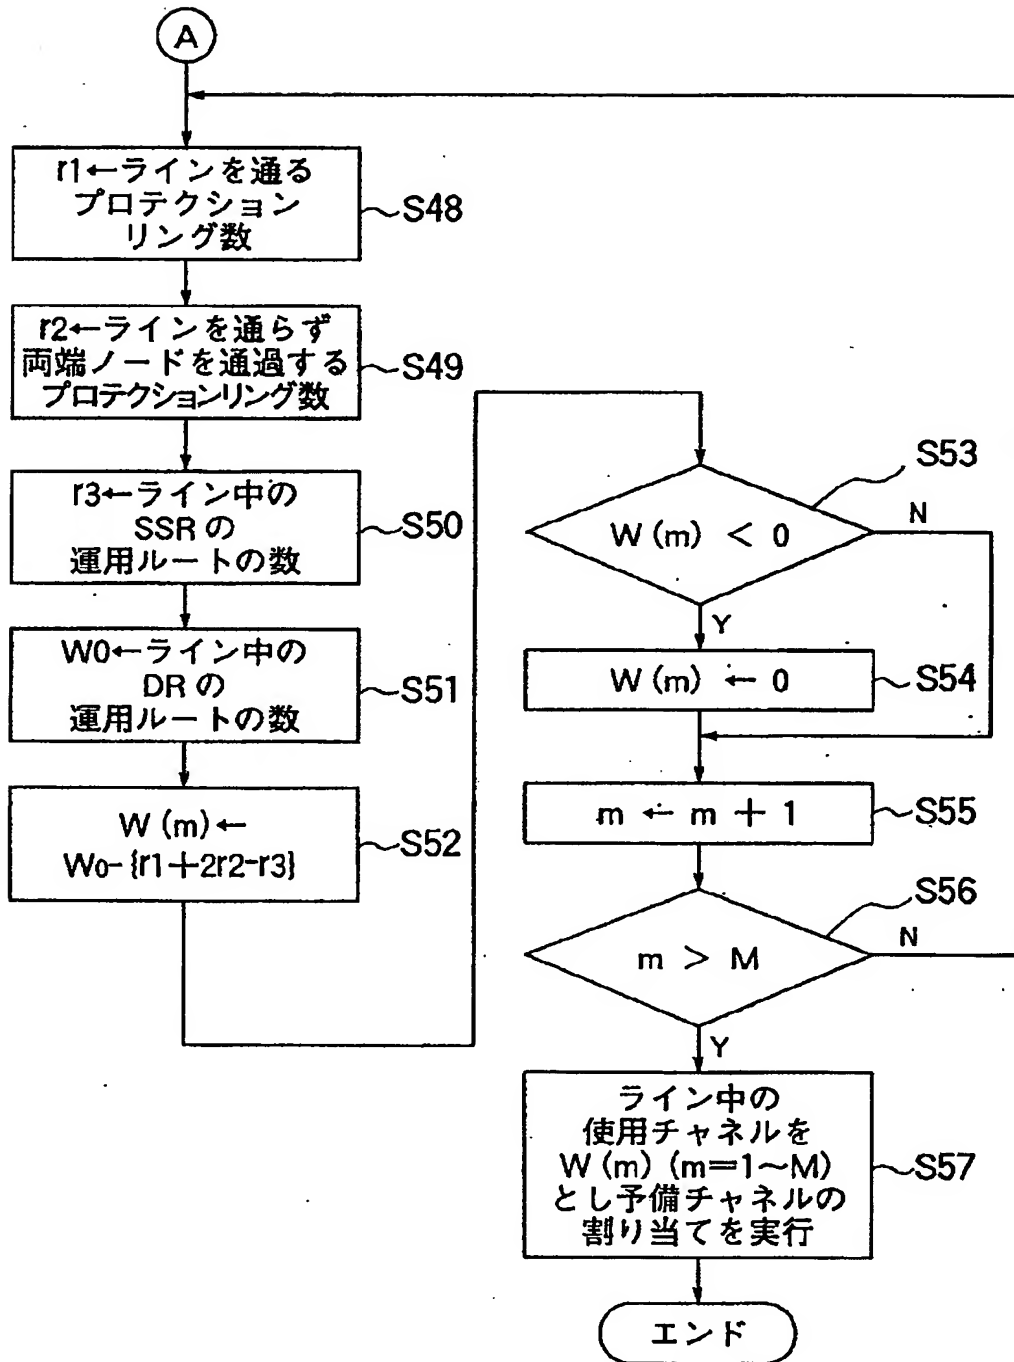 A
r1←ラインを通る
プロテクション
リング数
S48
r2←ラインを通らず
両端ノードを通過する
プロテクションリング数
S49
r3←ライン中の
SSRの
運用ルートの数
S50
W0←ライン中の
DRの
運用ルートの数
S51
W(m)←
W0-{r1+2r2-r3}
S52
S53
W(m) < 0
N
Y
W(m) ← 0
S54
m ← m + 1
S55
S56
m > M
N
Y
ライン中の
使用チャネルを
W(m) (m=1~M)
とし予備チャネルの
割り当てを実行
S57
エンド